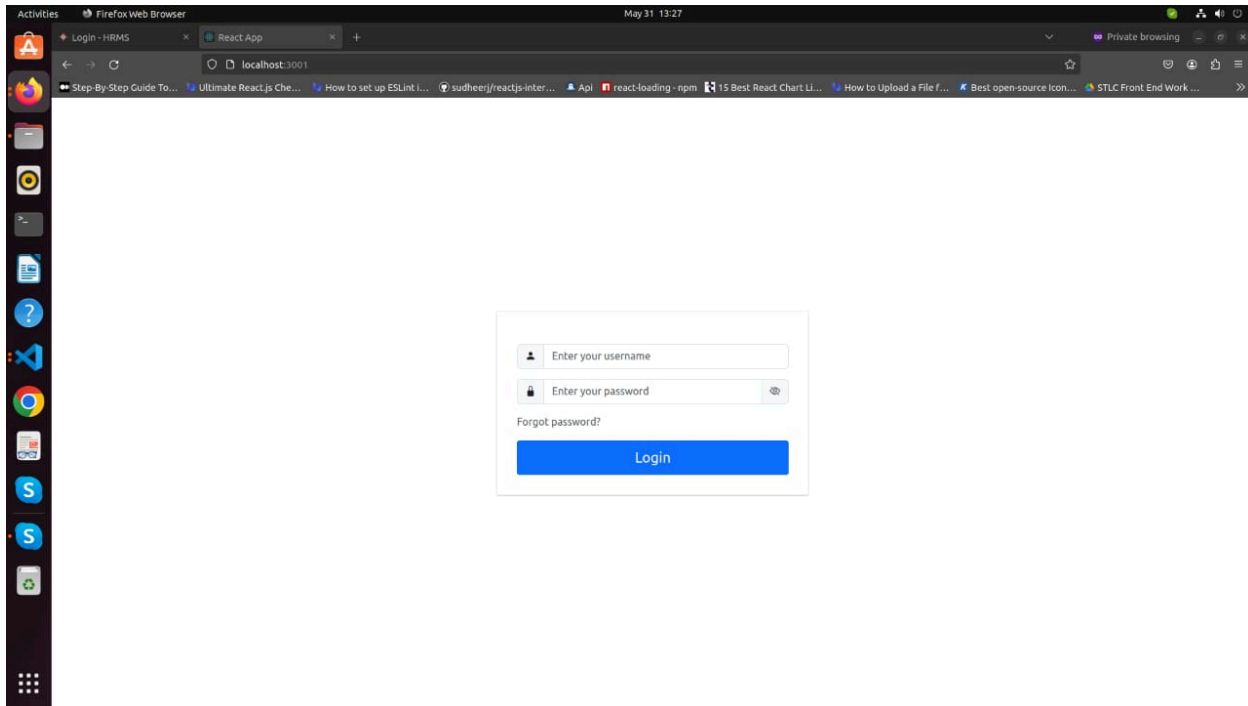 Activities Firefox Web Browser May 31 13:27
Login - HRMS React App Private browsing
localhost:3001
Step-By-Step Guide To... Ultimate React.js Che... How to set up ESLint i... sudheerj/reactjs-inter... Api react-loading - npm 15 Best React Chart Li... How to Upload a File f... Best open-source Icon... STLC Front End Work ...
Enter your username
Enter your password
Forgot password?
Login